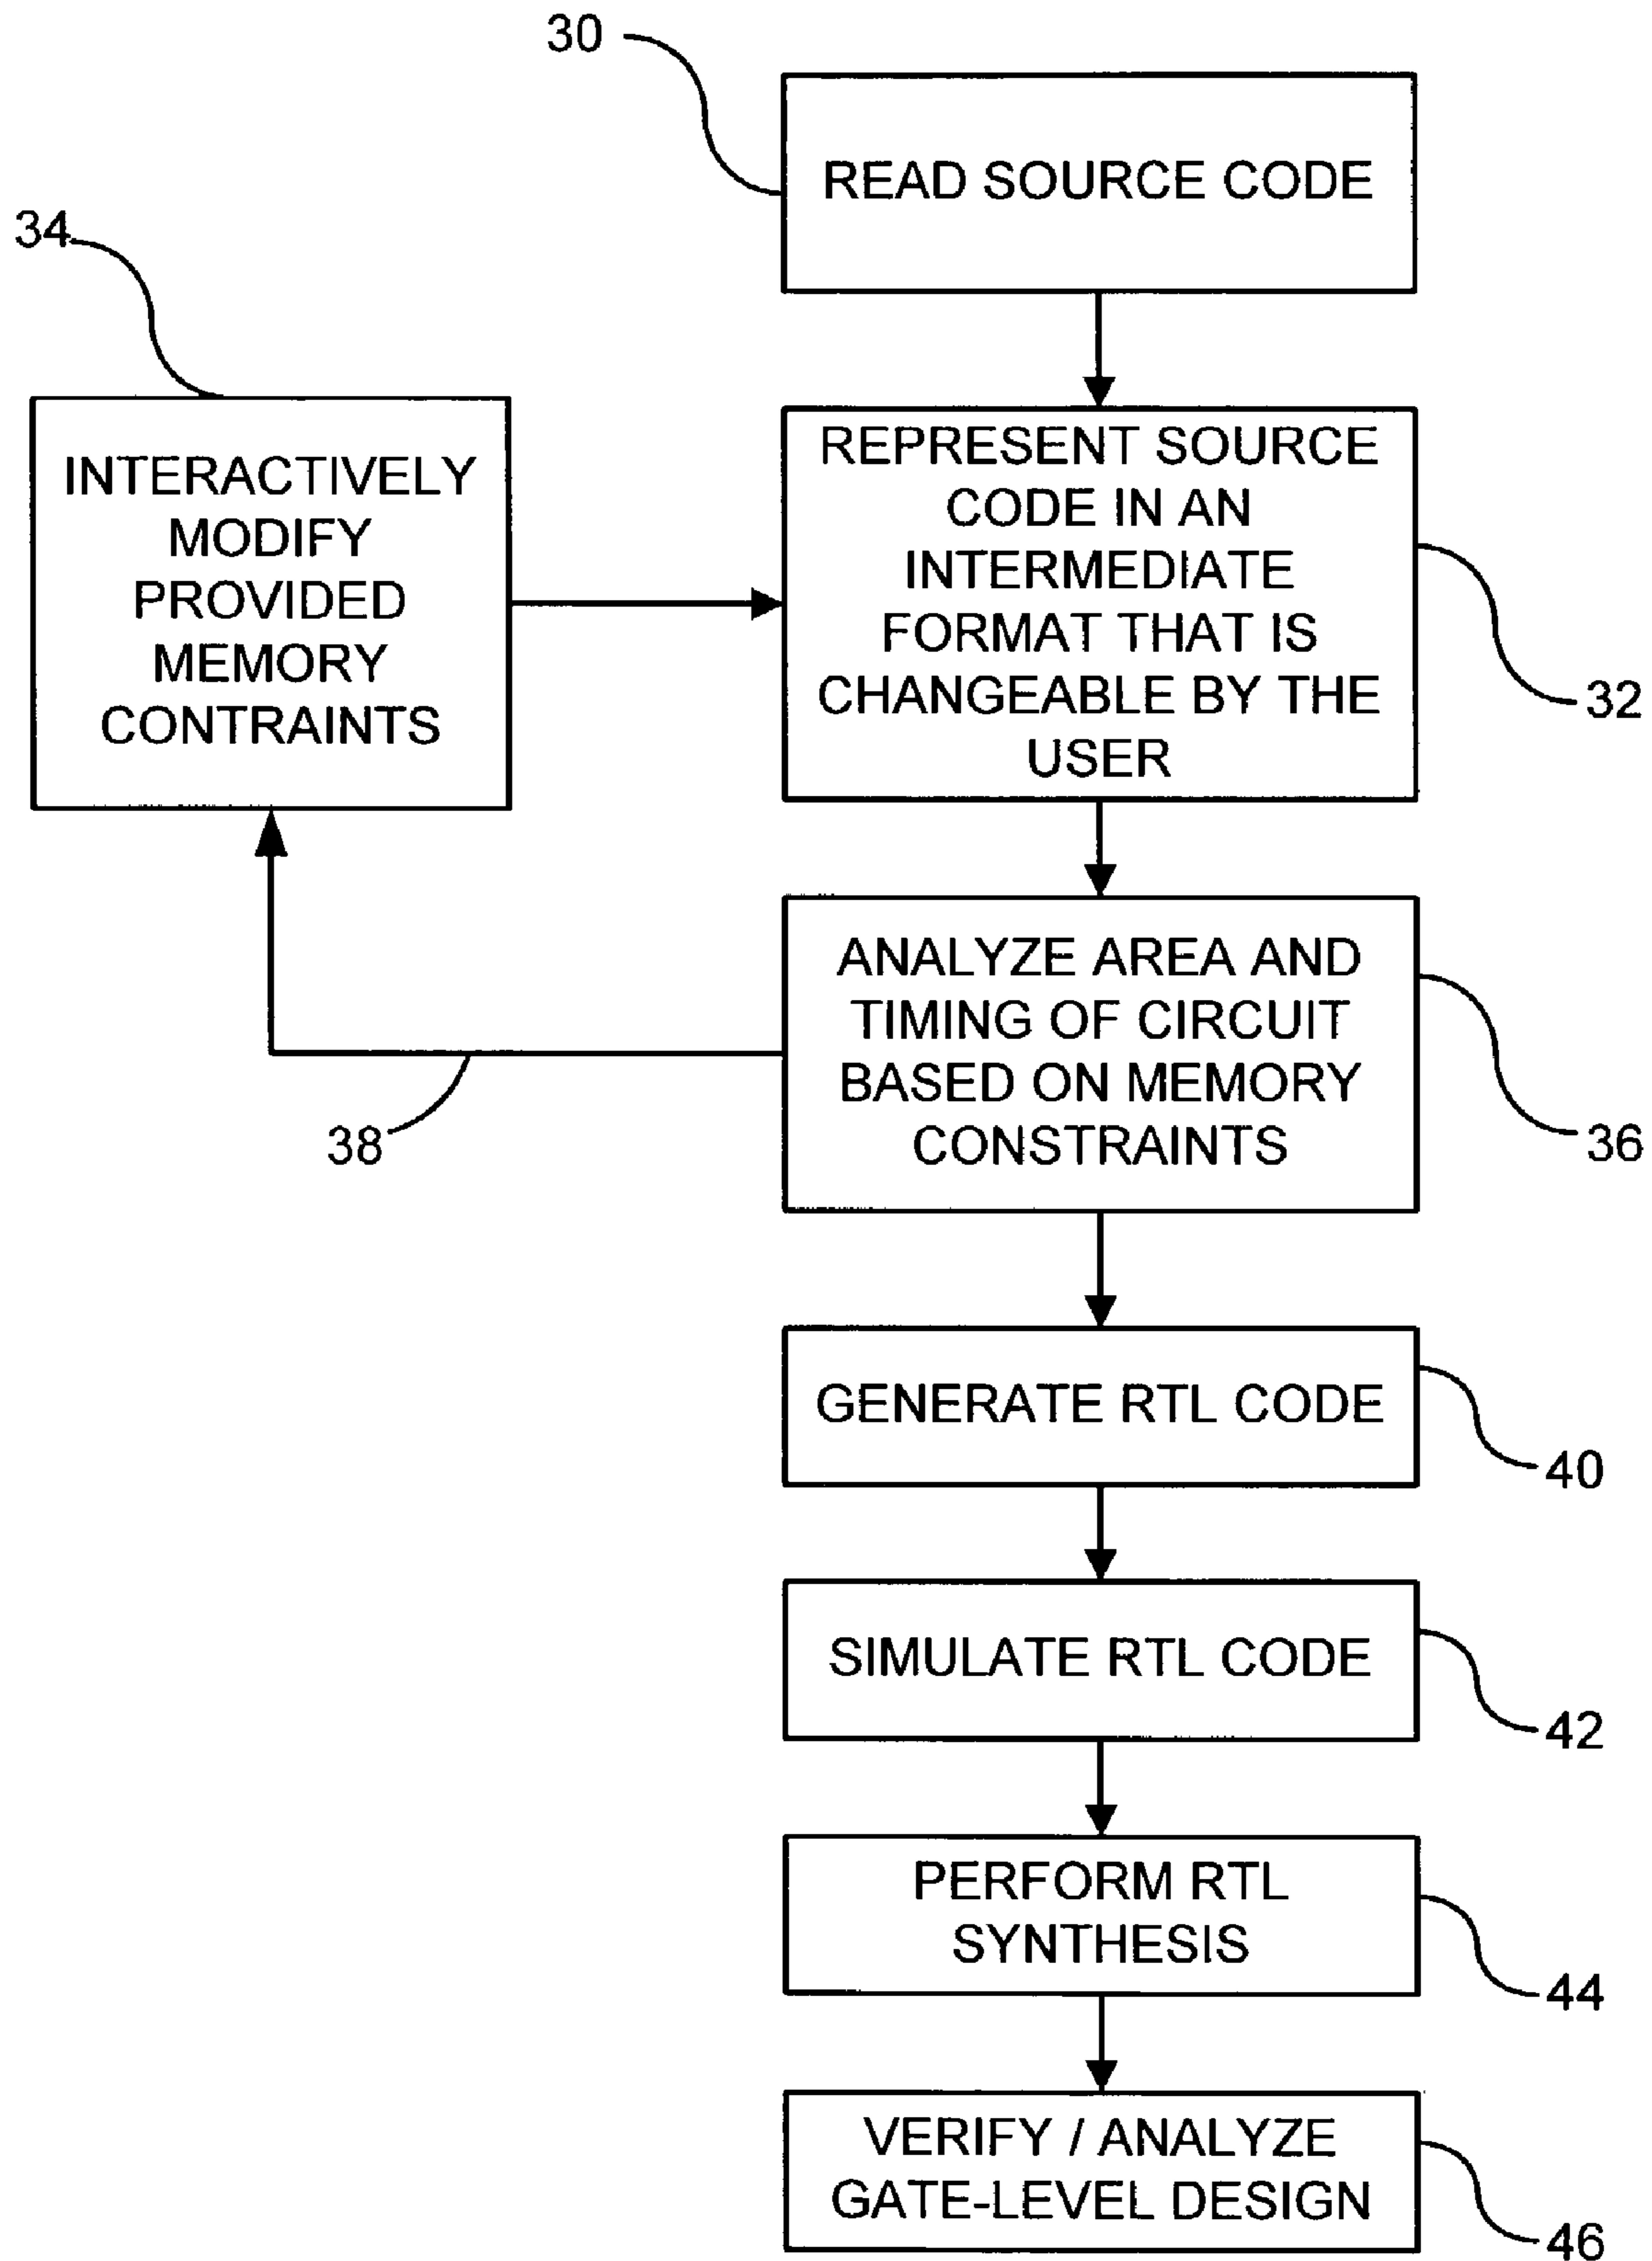 30
READ SOURCE CODE
34
INTERACTIVELY
MODIFY
PROVIDED
MEMORY
CONTRAINTS
REPRESENT SOURCE
CODE IN AN
INTERMEDIATE
FORMAT THAT IS
CHANGEABLE BY THE
USER
32
ANALYZE AREA AND
TIMING OF CIRCUIT
BASED ON MEMORY
CONSTRAINTS
36
38
GENERATE RTL CODE
40
SIMULATE RTL CODE
42
PERFORM RTL
SYNTHESIS
44
VERIFY / ANALYZE
GATE-LEVEL DESIGN
46